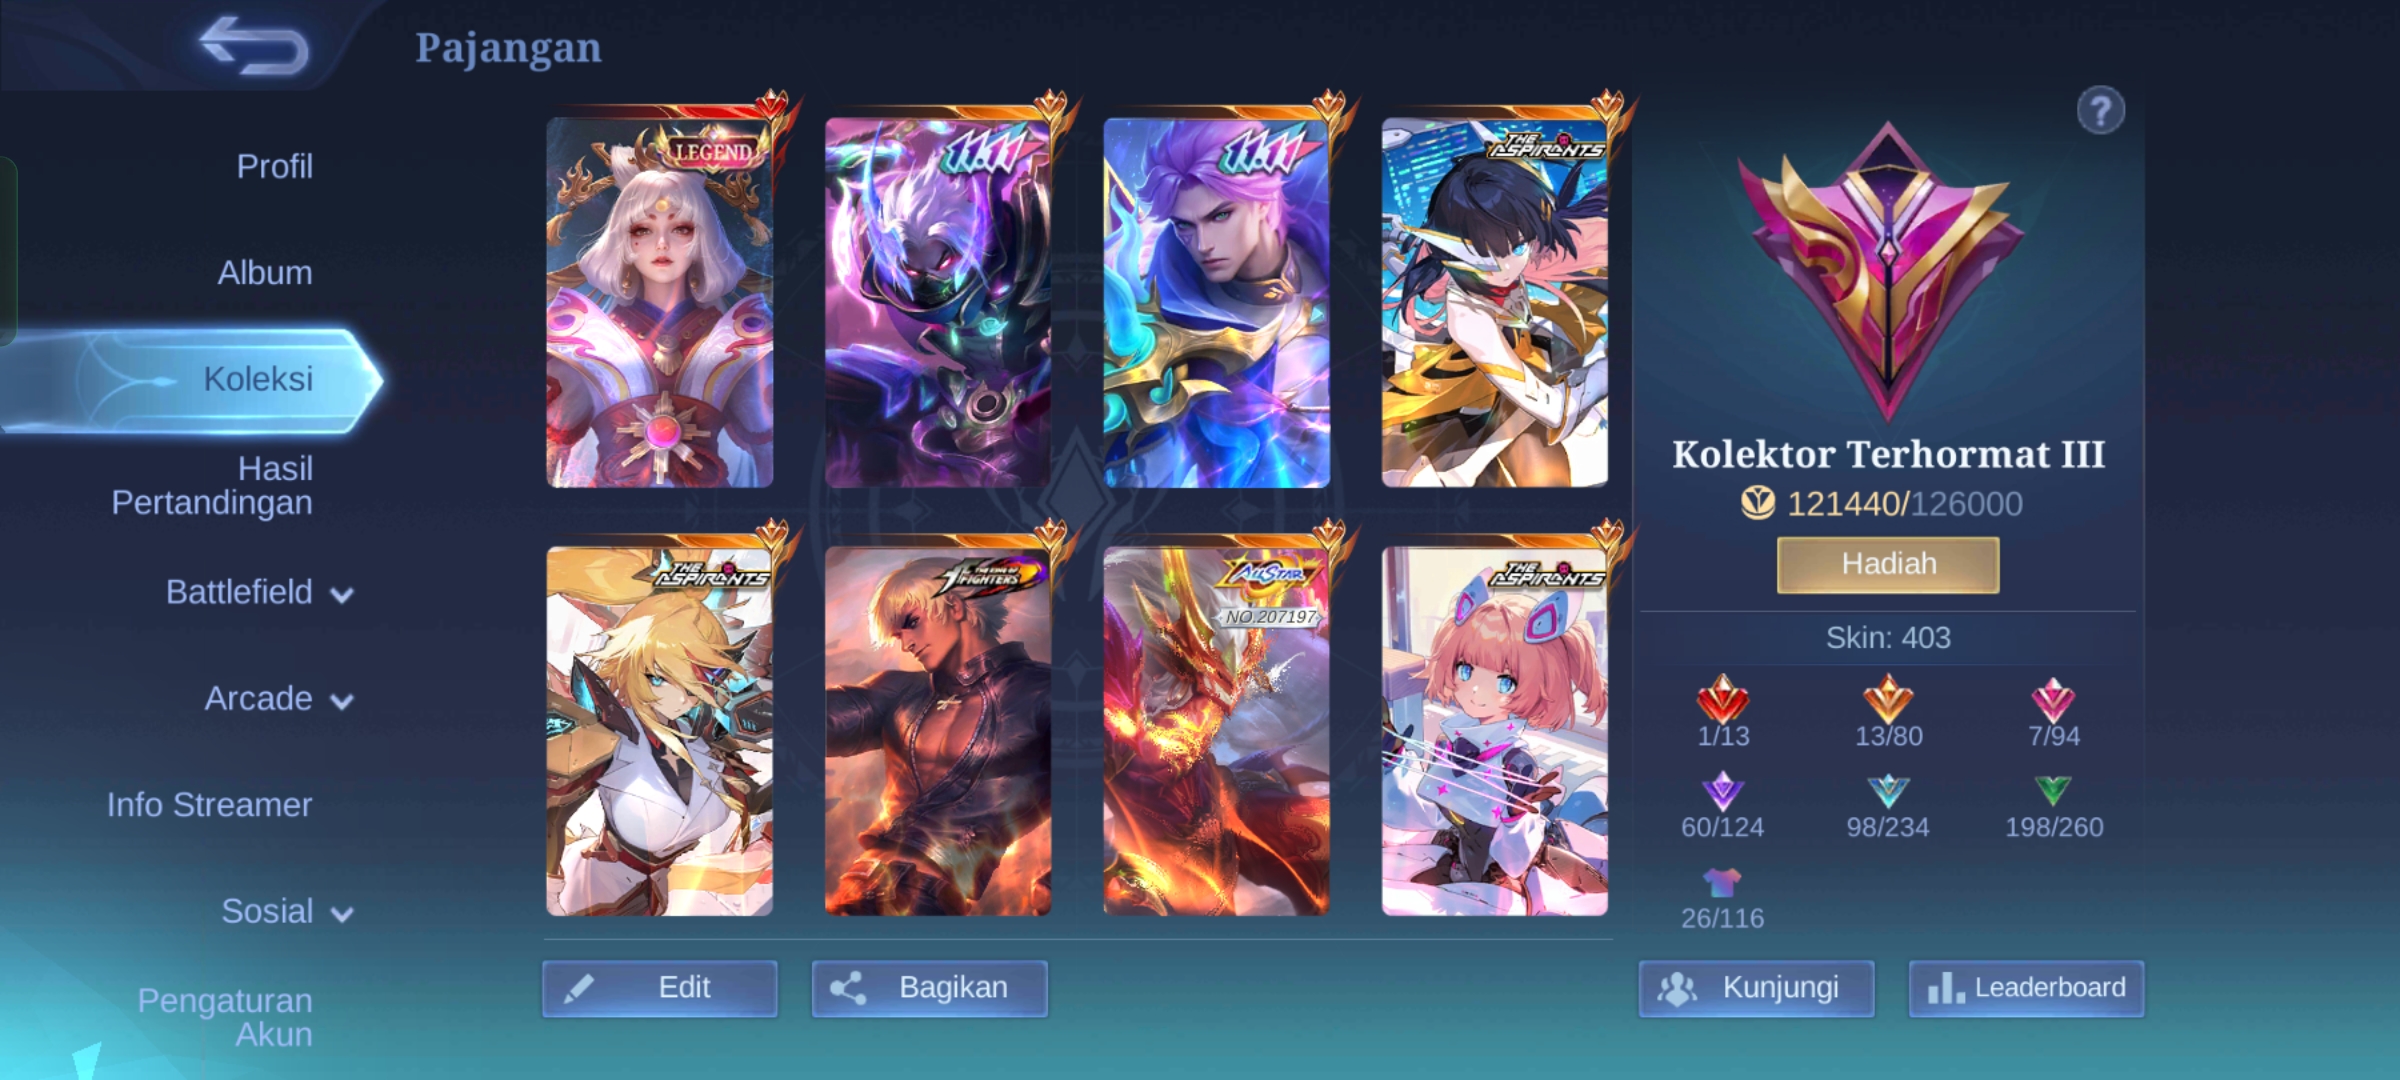 Pajangan
Profil
Album
Koleksi
Hasil
Pertandingan
Battlefield
Arcade
Info Streamer
Sosial
Pengaturan
Akun
LEGEND
11.11
11.11
THE
ASPIRANTS
THE
ASPIRANTS
THE KING OF
FIGHTERS
ALLSTAR
NO.207197
THE
ASPIRANTS
Edit
Bagikan
?
Kolektor Terhormat III
121440/126000
Hadiah
Skin: 403
1/13
13/80
7/94
60/124
98/234
198/260
26/116
Kunjungi
Leaderboard